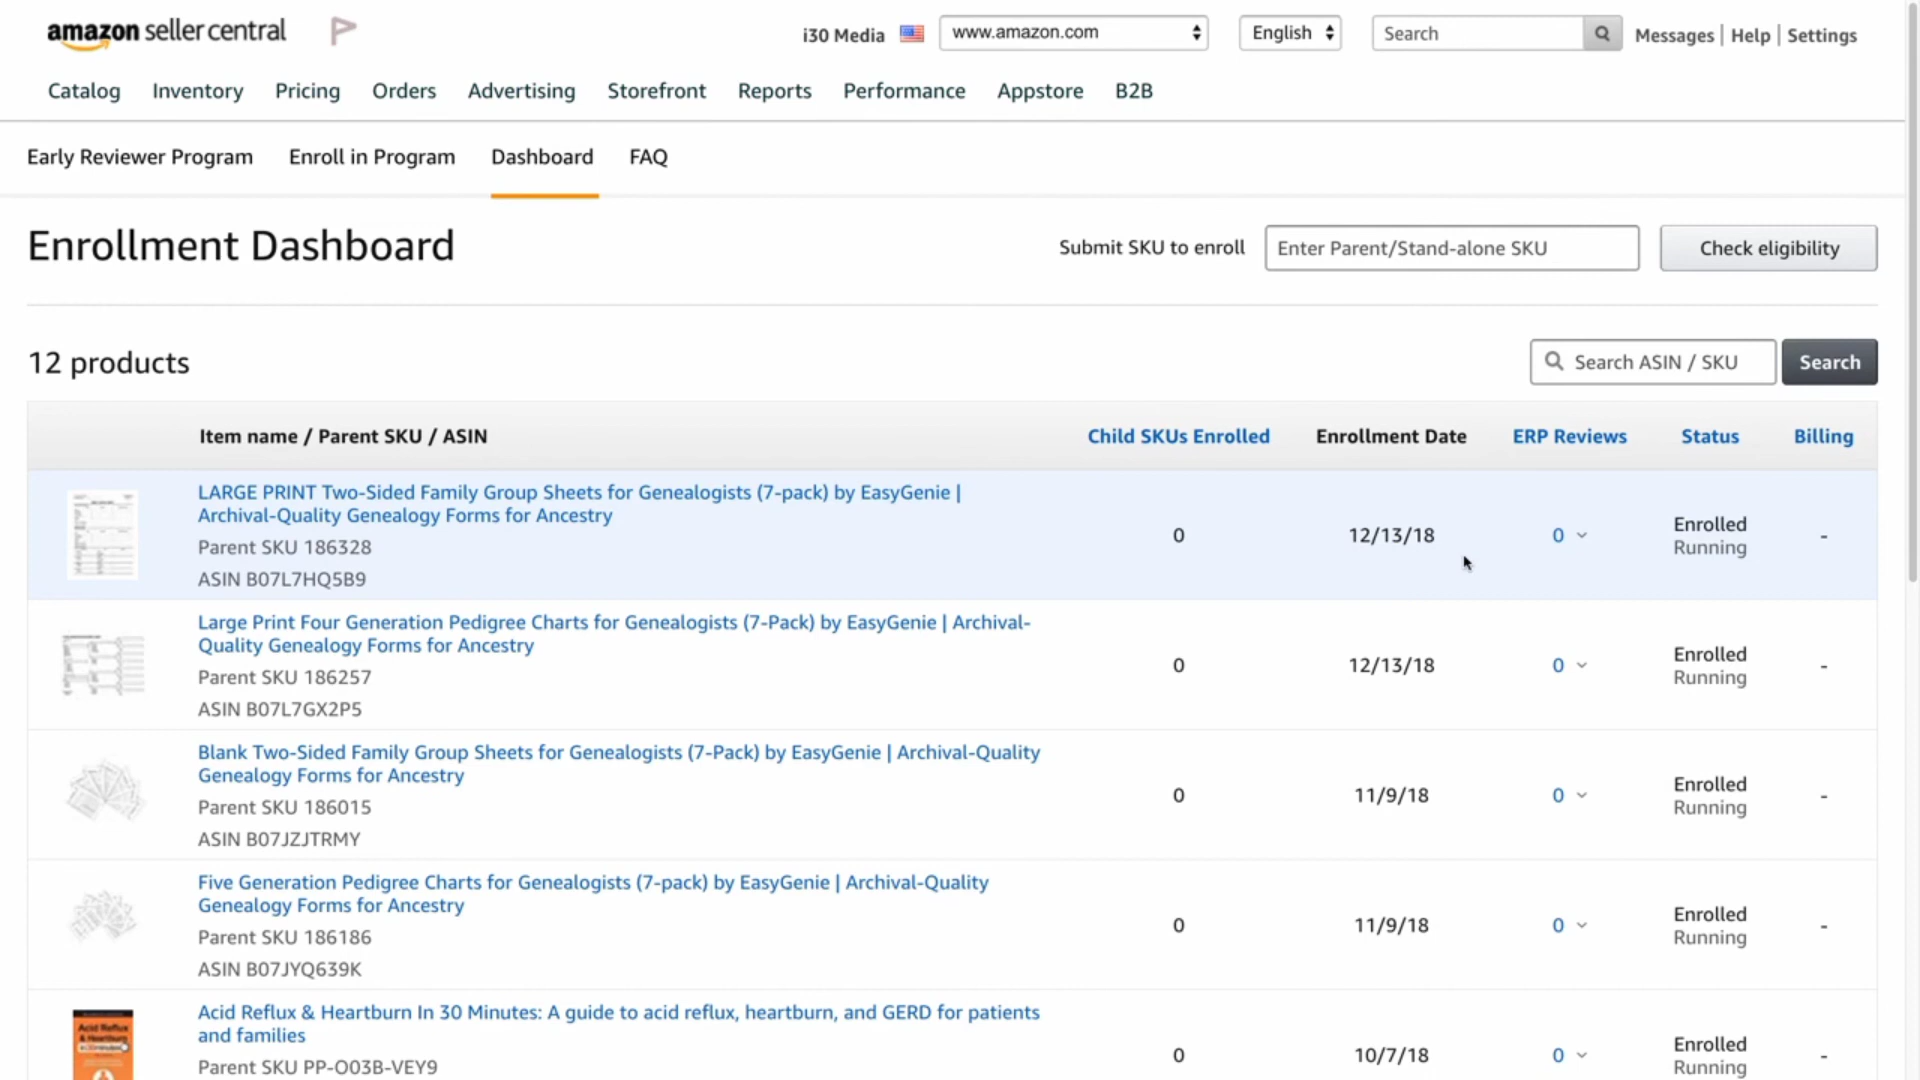 amazon seller central
i30 Media www.amazon.com English Search Messages | Help | Settings
Catalog Inventory Pricing Orders Advertising Storefront Reports Performance Appstore B2B
Early Reviewer Program Enroll in Program Dashboard FAQ
Enrollment Dashboard Submit SKU to enroll Enter Parent/Stand-alone SKU Check eligibility
12 products Search ASIN / SKU Search
Item name / Parent SKU / ASIN Child SKUs Enrolled Enrollment Date ERP Reviews Status Billing
LARGE PRINT Two-Sided Family Group Sheets for Genealogists (7-pack) by EasyGenie |
Archival-Quality Genealogy Forms for Ancestry
Parent SKU 186328
ASIN B07L7HQ5B9
0 12/13/18 0 Enrolled -
Running
Large Print Four Generation Pedigree Charts for Genealogists (7-Pack) by EasyGenie | Archival-
Quality Genealogy Forms for Ancestry
Parent SKU 186257
ASIN B07L7GX2P5
0 12/13/18 0 Enrolled -
Running
Blank Two-Sided Family Group Sheets for Genealogists (7-Pack) by EasyGenie | Archival-Quality
Genealogy Forms for Ancestry
Parent SKU 186015
ASIN B07JZJTRMY
0 11/9/18 0 Enrolled -
Running
Five Generation Pedigree Charts for Genealogists (7-pack) by EasyGenie | Archival-Quality
Genealogy Forms for Ancestry
Parent SKU 186186
ASIN B07JYQ639K
0 11/9/18 0 Enrolled -
Running
Acid Reflux & Heartburn In 30 Minutes: A guide to acid reflux, heartburn, and GERD for patients
and families
Parent SKU PP-O03B-VEY9
0 10/7/18 0 Enrolled -
Running
Acid Reflux
& Heartburn